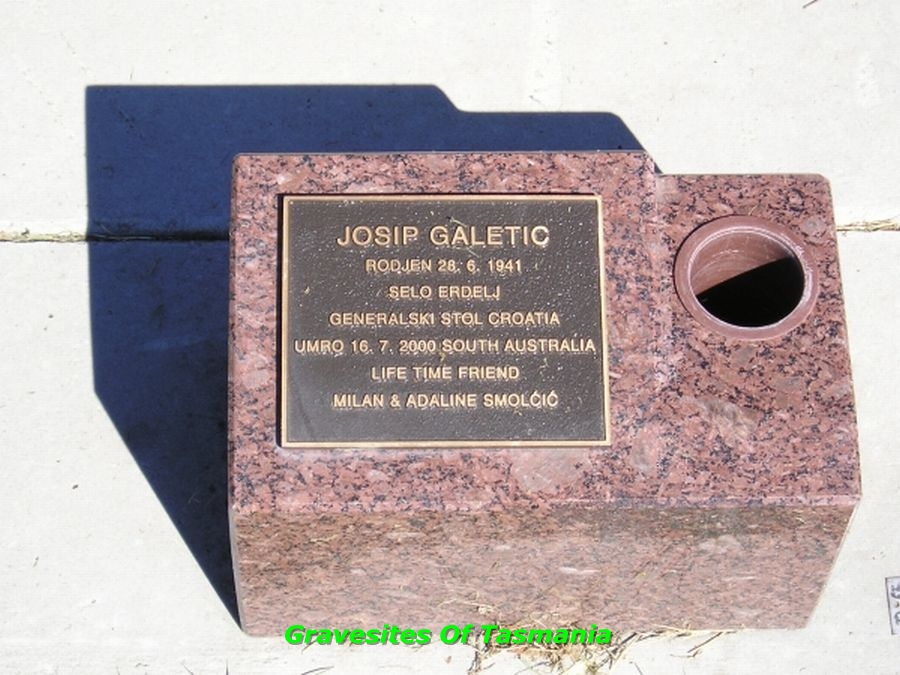 JOSIP GALETIC
RODJEN 28. 6. 1941
SELO ERDELJ
GENERALSKI STOL CROATIA
UMRO 16. 7. 2000 SOUTH AUSTRALIA
LIFE TIME FRIEND
MILAN & ADALINE SMOLĆIĆ
Gravesites Of Tasmania